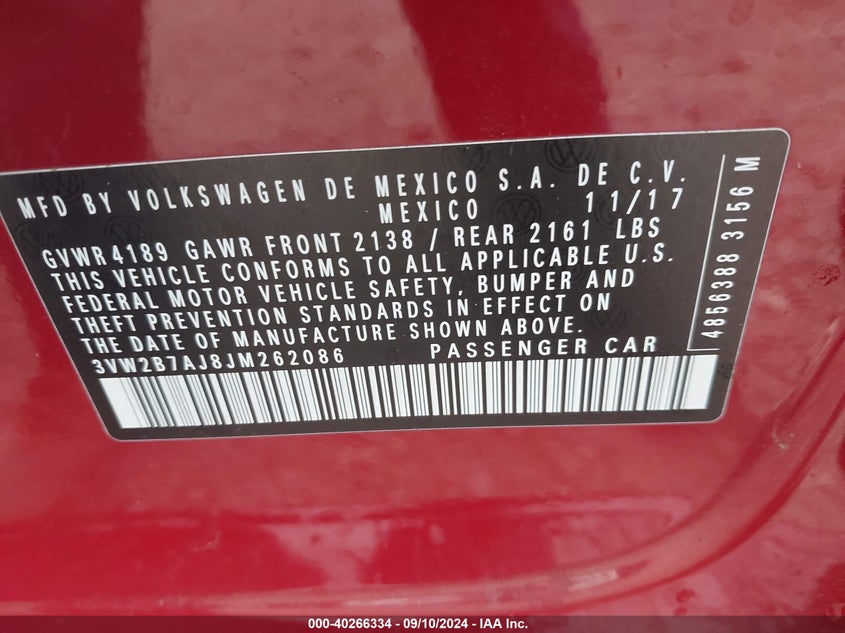 MFD BY VOLKSWAGEN DE MEXICO S.A. DE C.V.
MEXICO 11/17
GVWR 4189 GAWR FRONT 2138 / REAR 2161 LBS
THIS VEHICLE CONFORMS TO ALL APPLICABLE U.S.
FEDERAL MOTOR VEHICLE SAFETY, BUMPER AND
THEFT PREVENTION STANDARDS IN EFFECT ON
THE DATE OF MANUFACTURE SHOWN ABOVE.
3VW2B7AJ8JM262086 PASSENGER CAR
4856388 3156 M
000-40266334 - 09/10/2024 - IAA Inc.